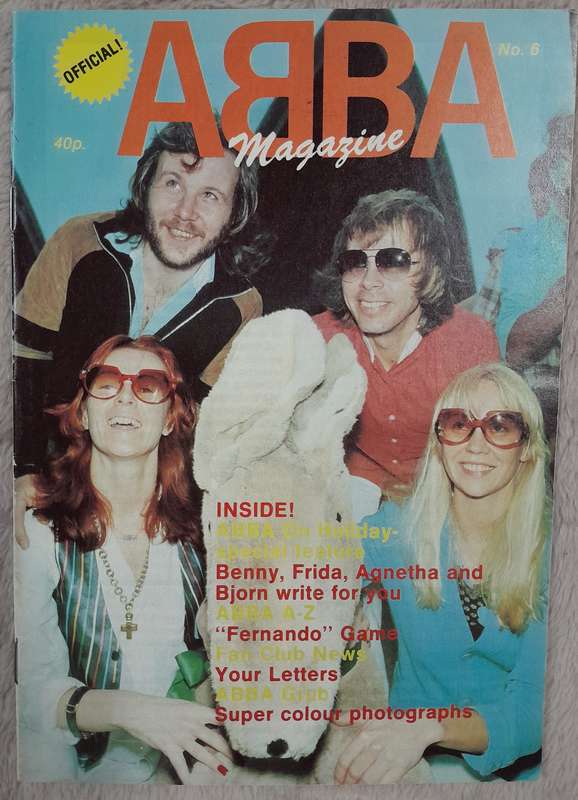 OFFICIAL!
ABBA
Magazine
No. 6
40p.
INSIDE!
ABBA On Holiday-
special feature
Benny, Frida, Agnetha and
Bjorn write for you
ABBA A-Z
"Fernando" Game
Fan Club News
Your Letters
ABBA
Super colour photographs